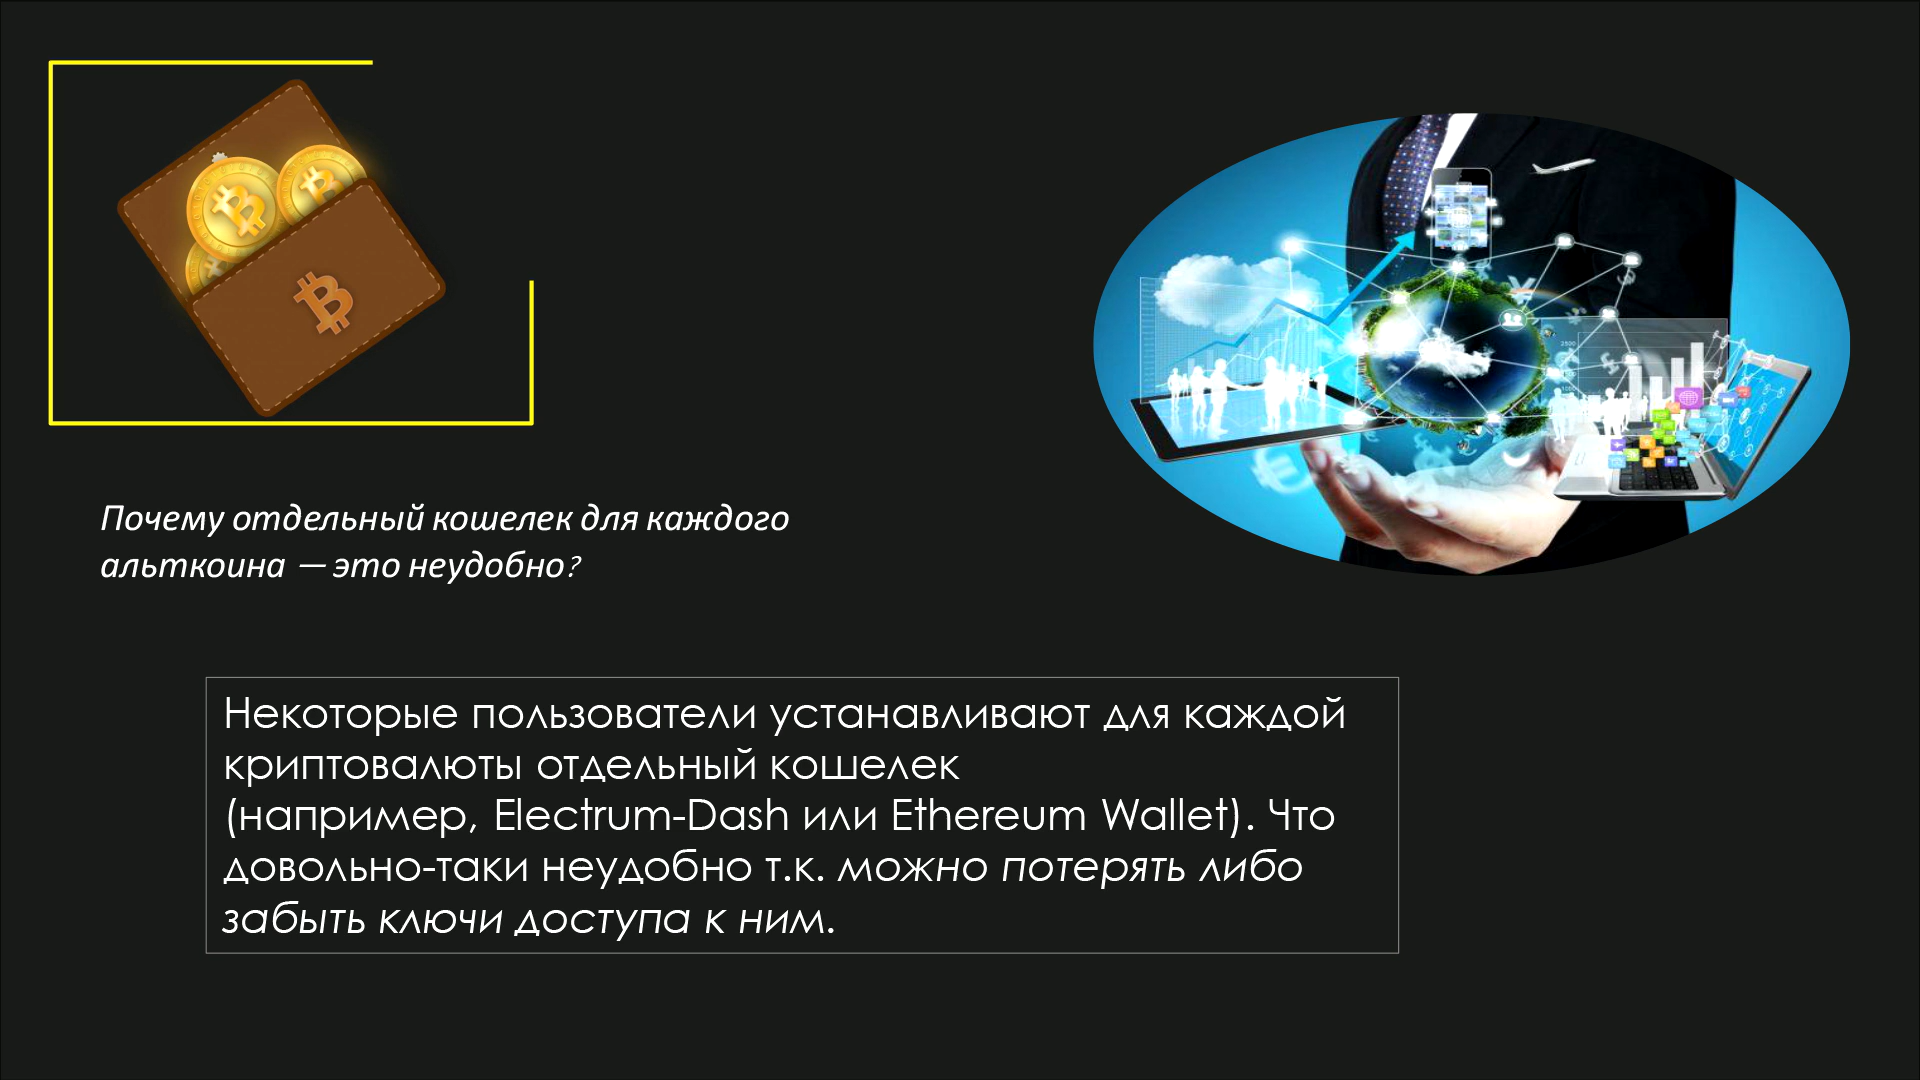 Почему отдельный кошелек для каждого
альткоина — это неудобно?
Некоторые пользователи устанавливают для каждой
криптовалюты отдельный кошелек
(например, Electrum-Dash или Ethereum Wallet). Что
довольно-таки неудобно т.к. можно потерять либо
забыть ключи доступа к ним.